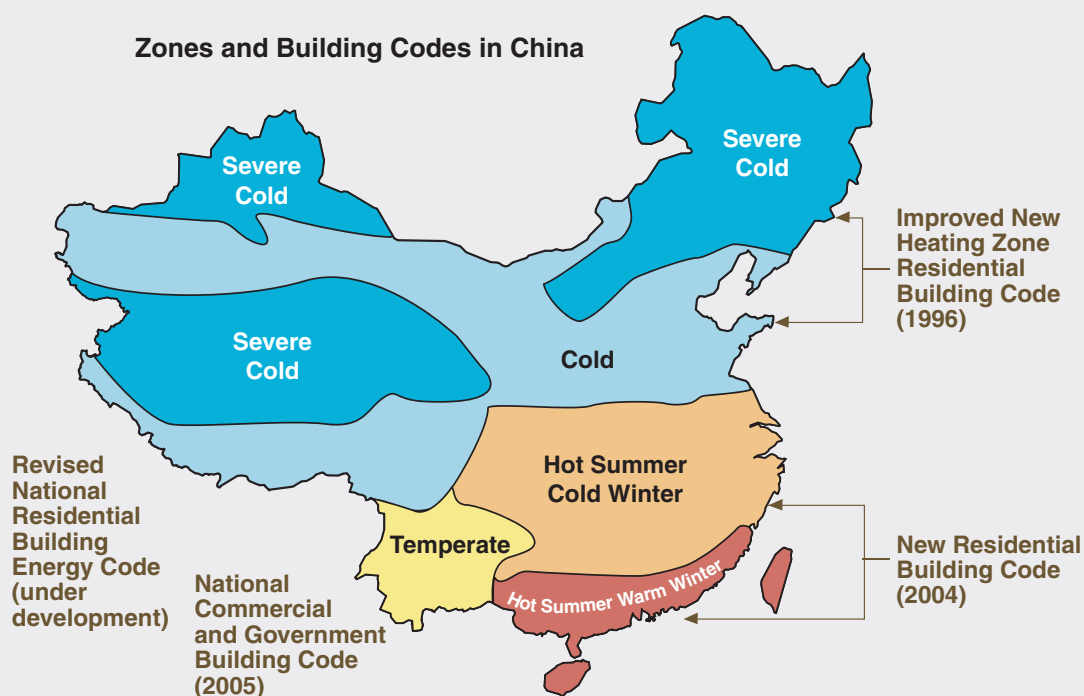 Zones and Building Codes in China
Severe
Cold
Severe
Cold
Improved New
Heating Zone
Residential
Building Code
(1996)
Severe
Cold
Cold
Hot Summer
Cold Winter
Revised
National
Residential
Building
Energy Code
(under
development)
Temperate
National
Commercial
and Government
Building Code
(2005)
Hot Summer Warm Winter
New Residential
Building Code
(2004)